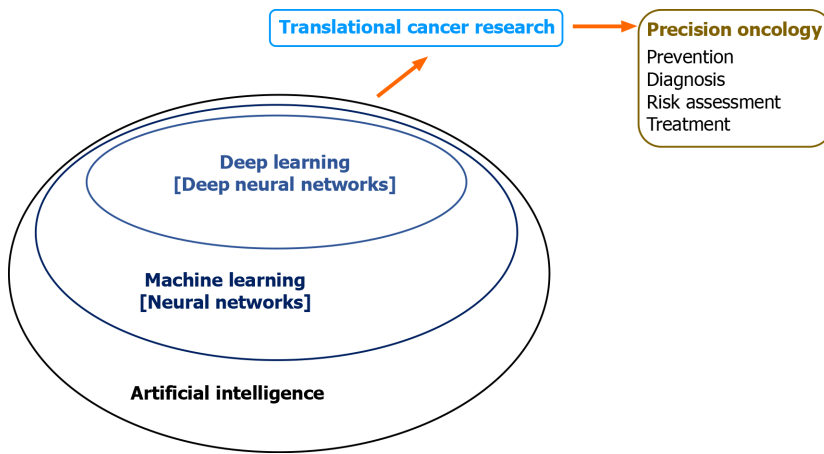 Translational cancer research
Precision oncology
Prevention
Diagnosis
Risk assessment
Treatment
Deep learning
[Deep neural networks]
Machine learning
[Neural networks]
Artificial intelligence